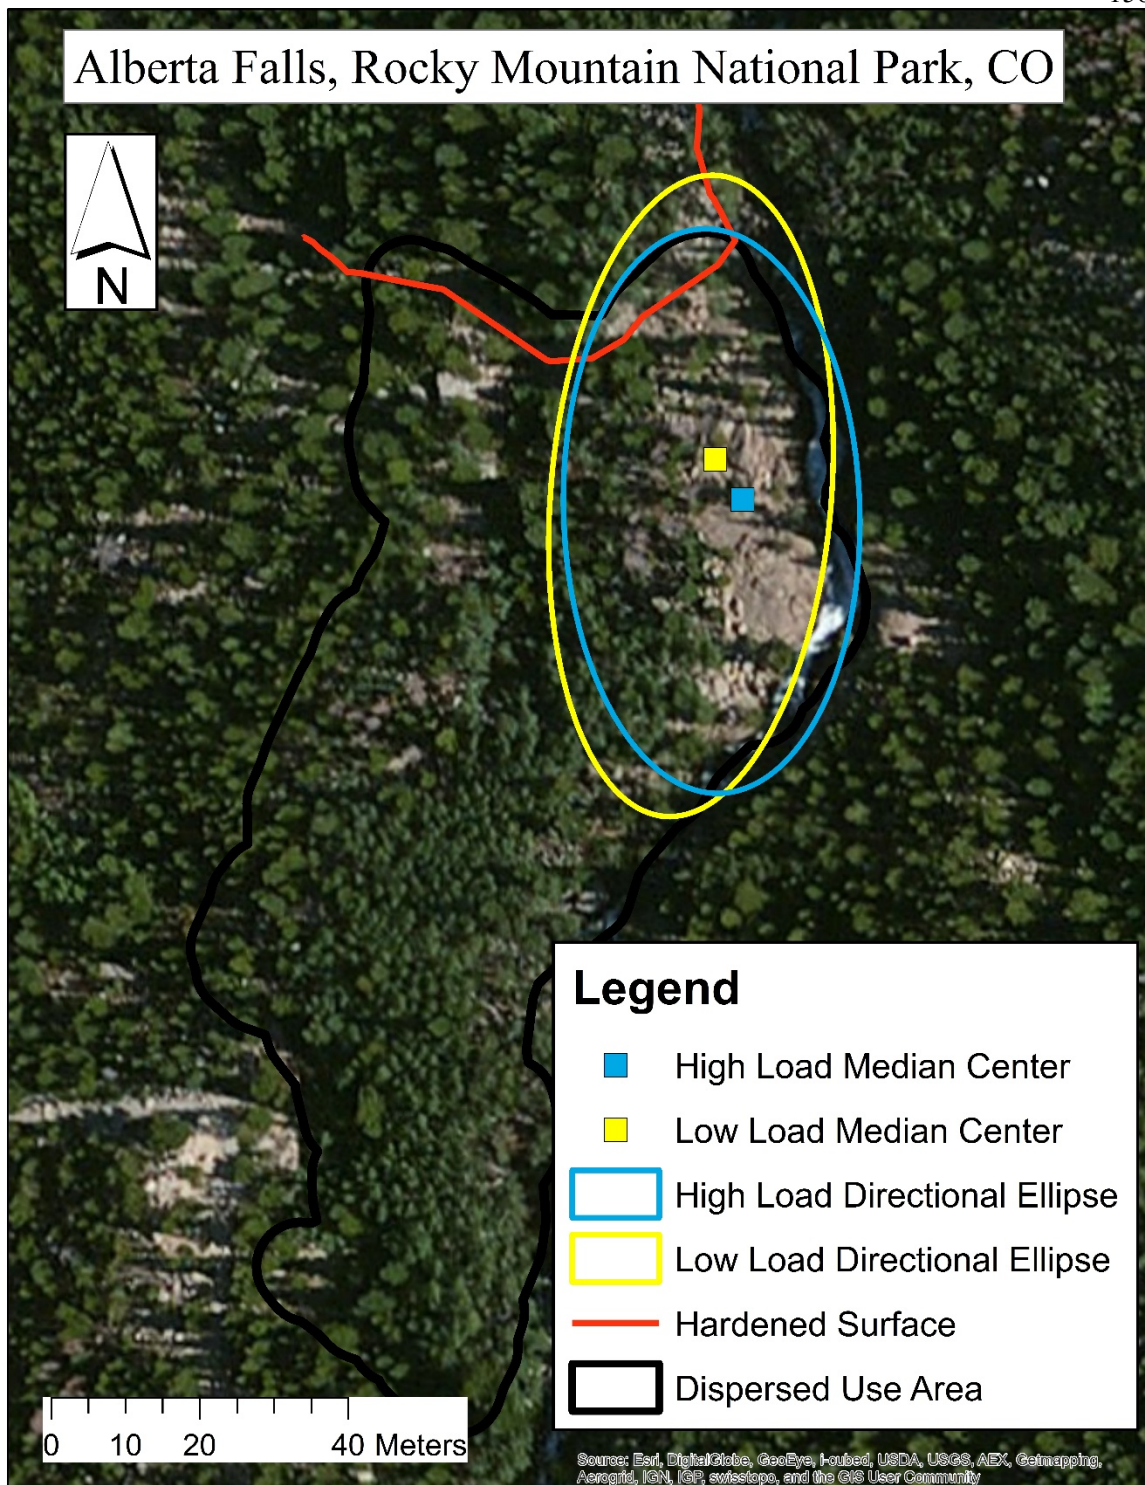 Alberta Falls, Rocky Mountain National Park, CO
N
Legend
High Load Median Center
Low Load Median Center
High Load Directional Ellipse
Low Load Directional Ellipse
Hardened Surface
Dispersed Use Area
0 10 20 40 Meters
Source: Esri, DigitalGlobe, GeoEye, i-cubed, USDA, USGS, AEX, Getmapping,
Aerogrid, IGN, IGP, swisstopo, and the GIS User Community